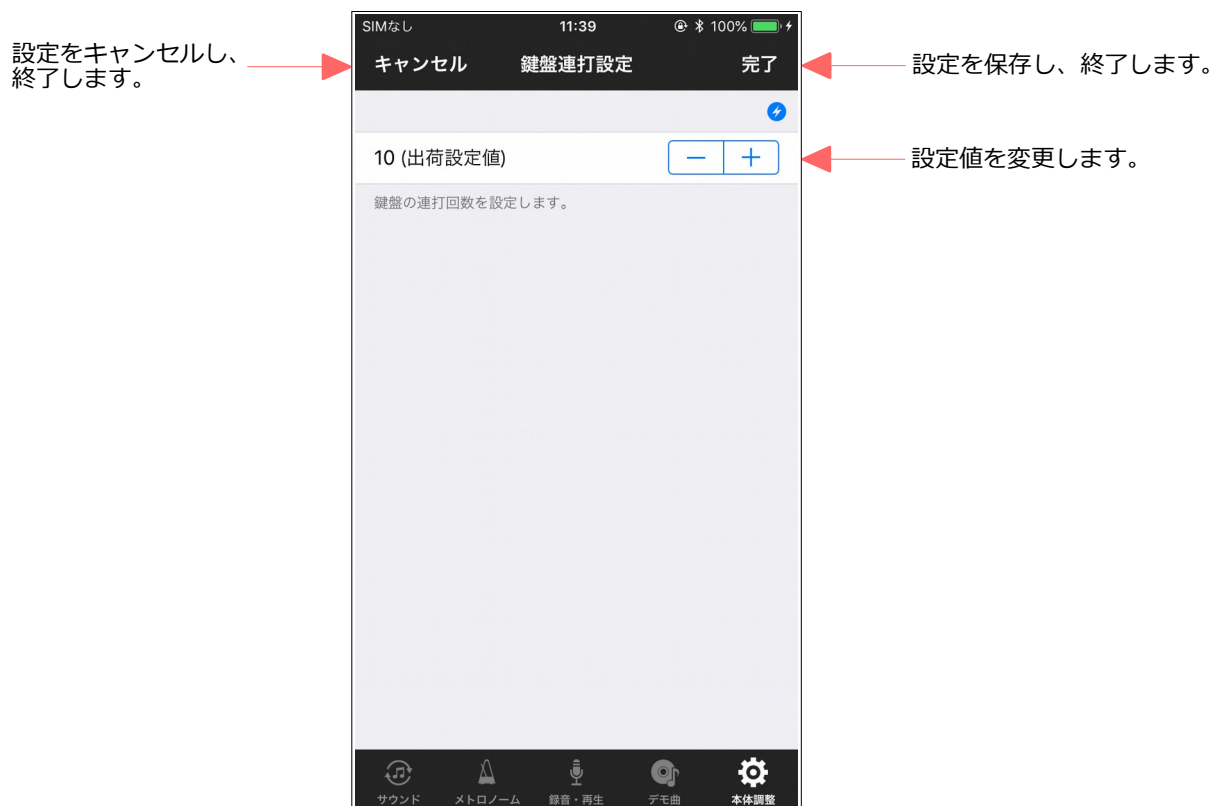 SIMなし 11:39 100%
設定をキャンセルし、
終了します。
キャンセル 鍵盤連打設定 完了
設定を保存し、終了します。
10 (出荷設定値) − +
設定値を変更します。
鍵盤の連打回数を設定します。
サウンド メトロノーム 録音・再生 デモ曲 本体調整